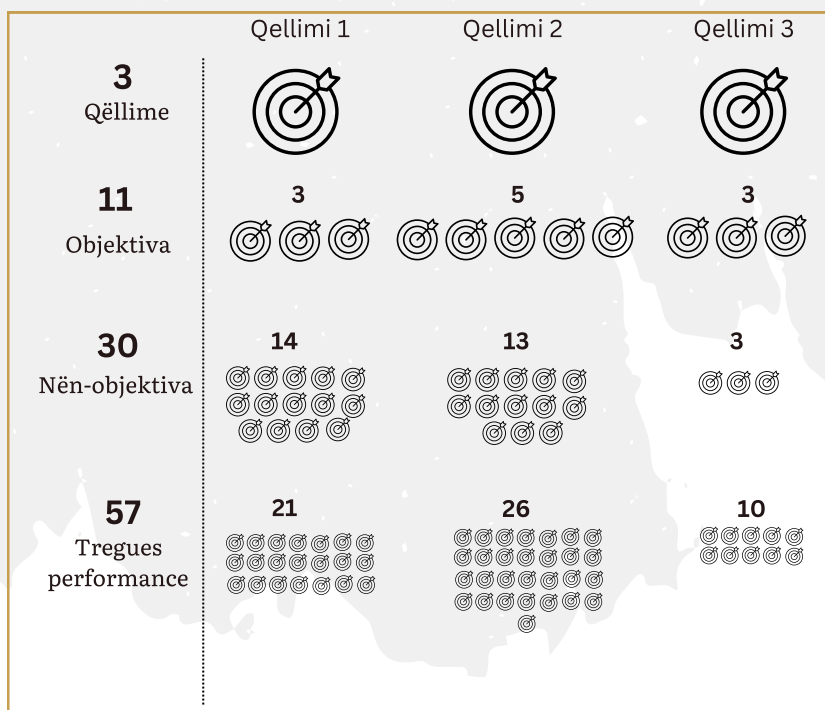 Qellimi 1 Qellimi 2 Qellimi 3
3
Qëllime
11 3 5 3
Objektiva
30 14 13 3
Nën-objektiva
57 21 26 10
Tregues
performance